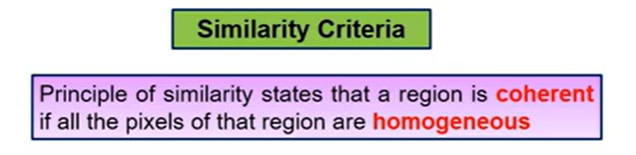 Similarity Criteria
Principle of similarity states that a region is coherent
if all the pixels of that region are homogeneous